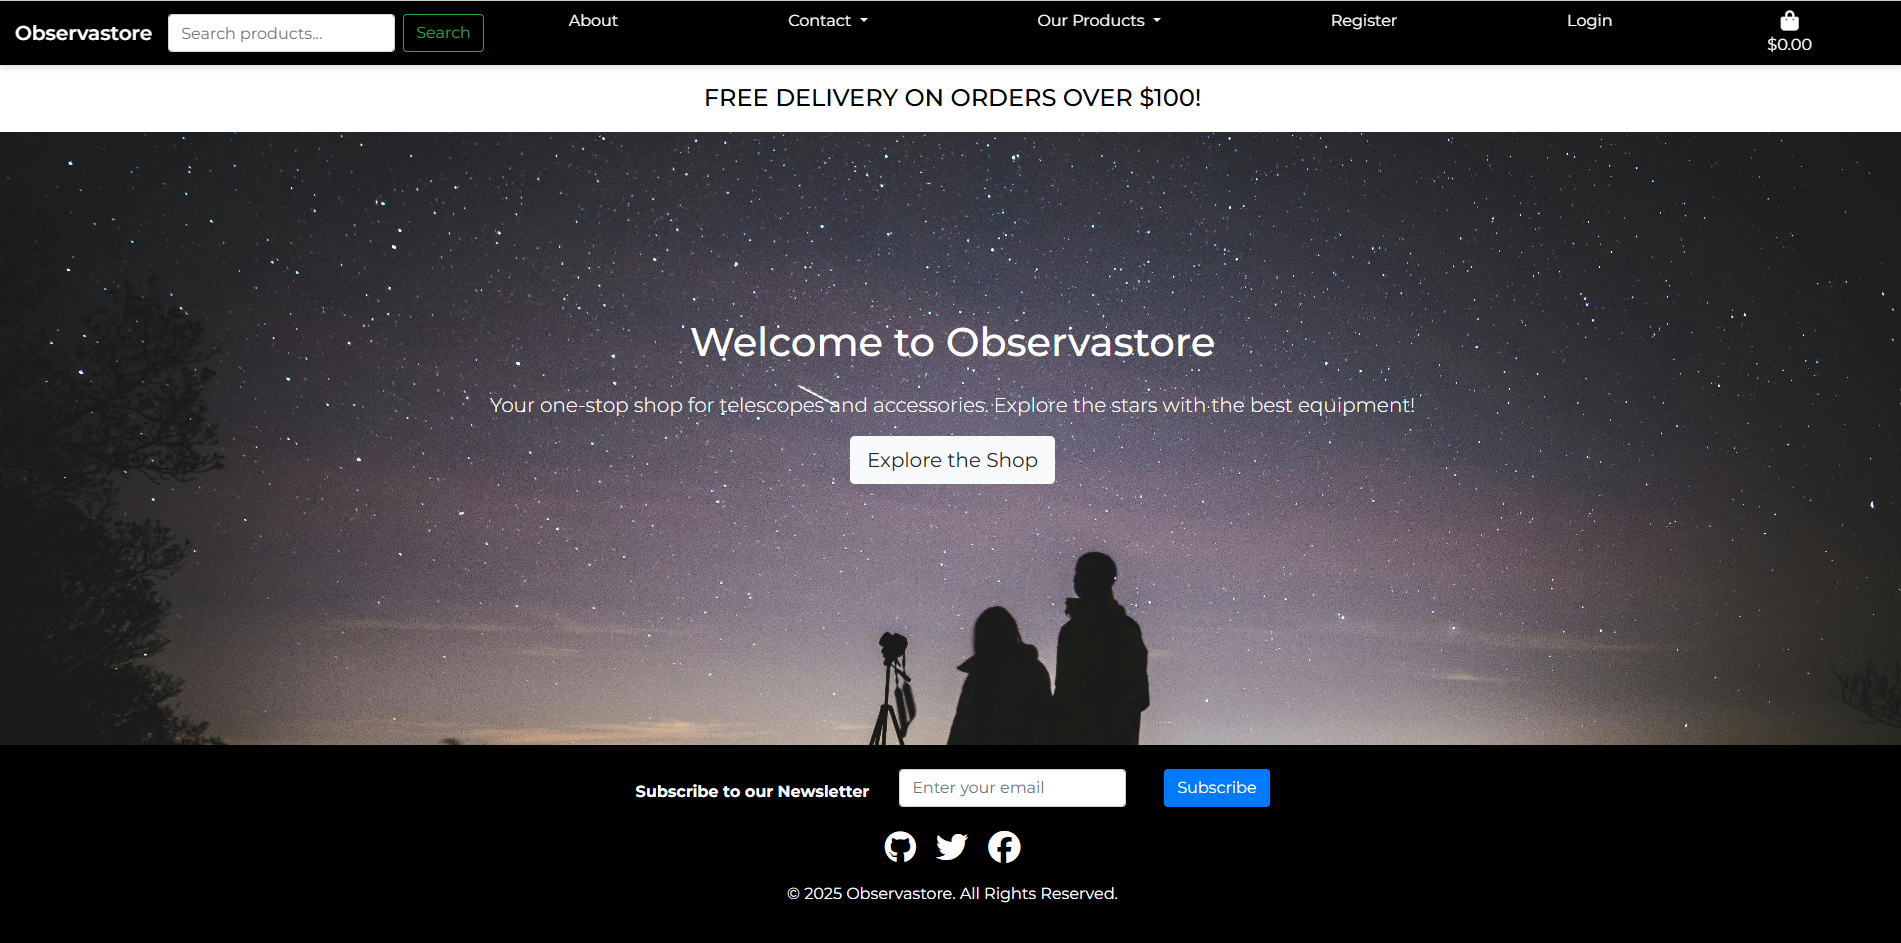 Observastore Search products... Search About Contact Our Products Register Login
$0.00
FREE DELIVERY ON ORDERS OVER $100!
Welcome to Observastore
Your one-stop shop for telescopes and accessories. Explore the stars with the best equipment!
Explore the Shop
Subscribe to our Newsletter Enter your email Subscribe
© 2025 Observastore. All Rights Reserved.